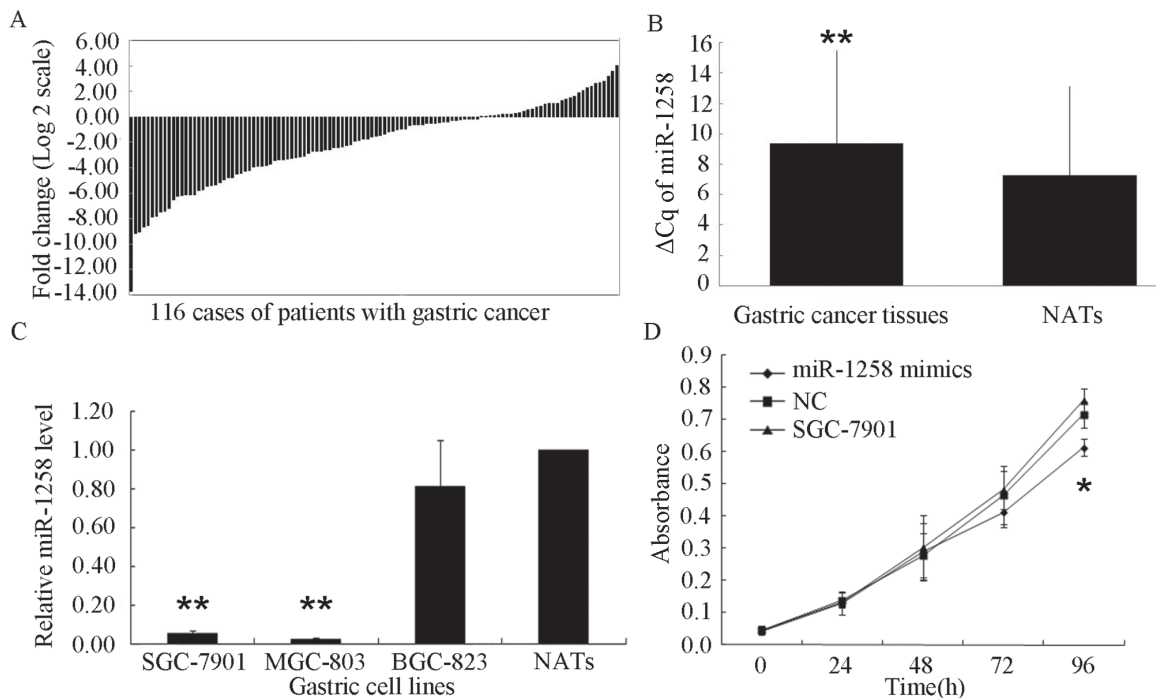 A
Fold change (Log 2 scale)
6.00
4.00
2.00
0.00
-2.00
-4.00
-6.00
-8.00
-10.00
-12.00
-14.00
116 cases of patients with gastric cancer
B
ΔCq of miR-1258
16
14
12
10
8
6
4
2
0
**
Gastric cancer tissues NATs
C
Relative miR-1258 level
1.20
1.00
0.80
0.60
0.40
0.20
0.00
** **
SGC-7901 MGC-803 BGC-823 NATs
Gastric cell lines
D
Absorbance
0.9
0.8
0.7
0.6
0.5
0.4
0.3
0.2
0.1
0.0
miR-1258 mimics
NC
SGC-7901
*
0 24 48 72 96
Time(h)